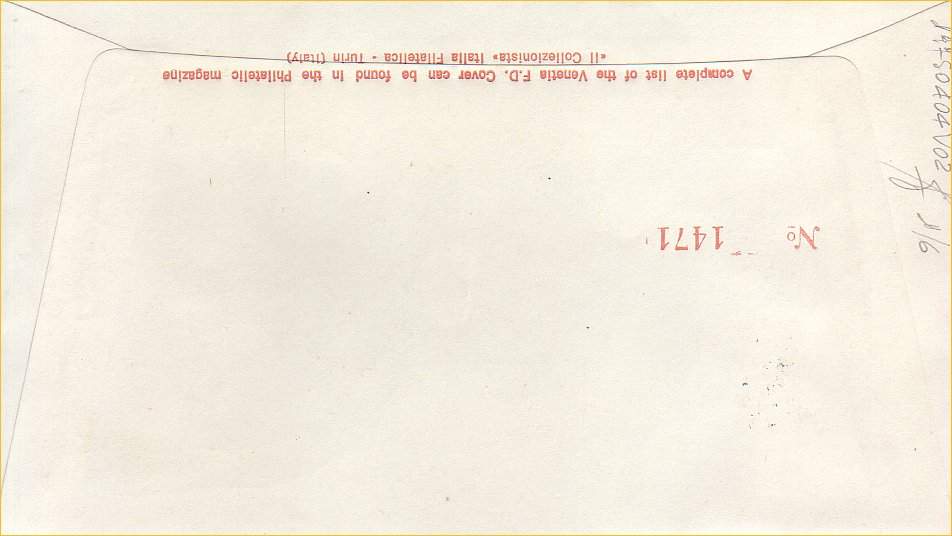 A complete list of the Venetia F.D. Cover can be found in the Philatelic magazine
«Il Collezionista» Italia Filatelica - Turin (Italy)
No 1471